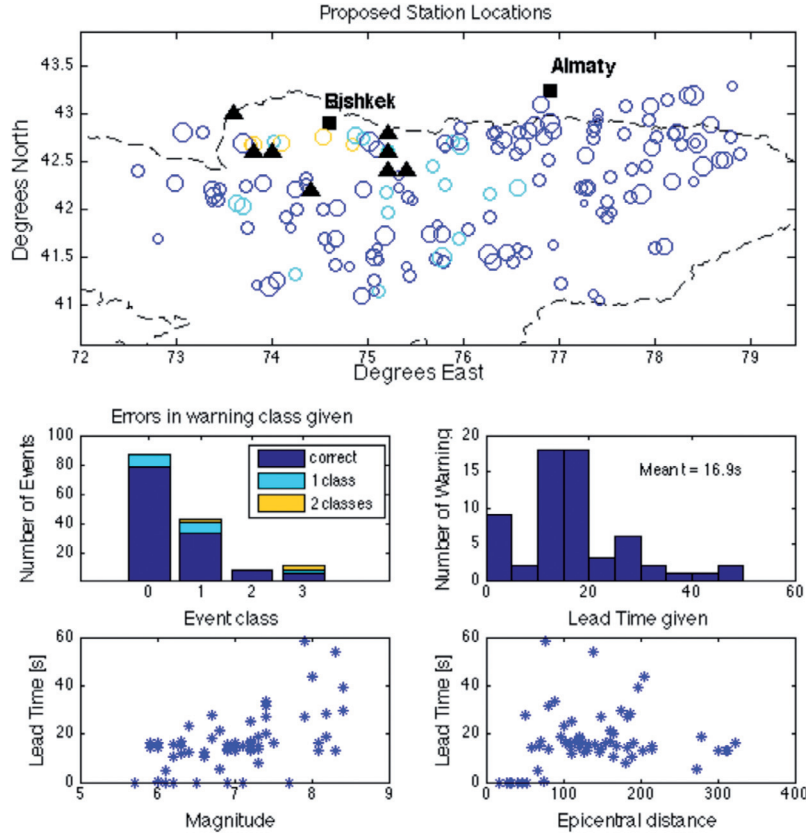 Proposed Station Locations
Degrees North
43.5
43
42.5
42
41.5
41
Bishkek
Almaty
72 73 74 75 76 77 78 79
Degrees East
Errors in warning class given
Number of Events
100
80
60
40
20
correct
1 class
2 classes
0 1 2 3
Event class
Number of Warning
20
15
10
5
0
Mean t = 16.9s
0 20 40 60
Lead Time given
Lead Time [s]
60
40
20
0
5 6 7 8 9
Magnitude
Lead Time [s]
60
40
20
0
0 100 200 300 400
Epicentral distance